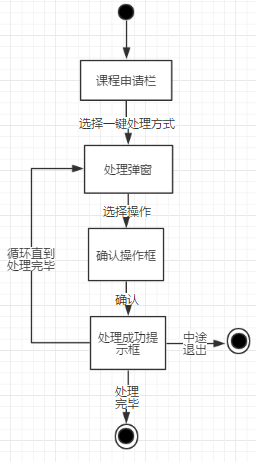 课程申请栏
选择一键处理方式
处理弹窗
选择操作
循环直到
处理完毕
确认操作框
确认
处理成功提
示框
中途
退出
处理
完毕